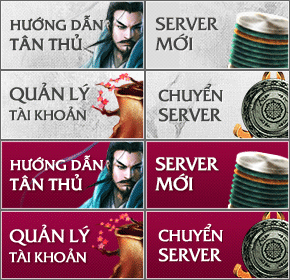 HƯỚNG DẪN
TÂN THỦ
SERVER
MỚI
QUẢN LÝ
TÀI KHOẢN
CHUYỂN
SERVER
HƯỚNG DẪN
TÂN THỦ
SERVER
MỚI
QUẢN LÝ
TÀI KHOẢN
CHUYỂN
SERVER